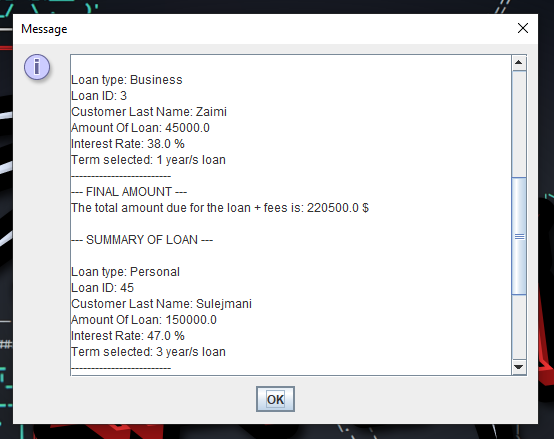 Message
Loan type: Business
Loan ID: 3
Customer Last Name: Zaimi
Amount Of Loan: 45000.0
Interest Rate: 38.0 %
Term selected: 1 year/s loan
-------------------------
--- FINAL AMOUNT ---
The total amount due for the loan + fees is: 220500.0 $
--- SUMMARY OF LOAN ---
Loan type: Personal
Loan ID: 45
Customer Last Name: Sulejmani
Amount Of Loan: 150000.0
Interest Rate: 47.0 %
Term selected: 3 year/s loan
-------------------------
OK